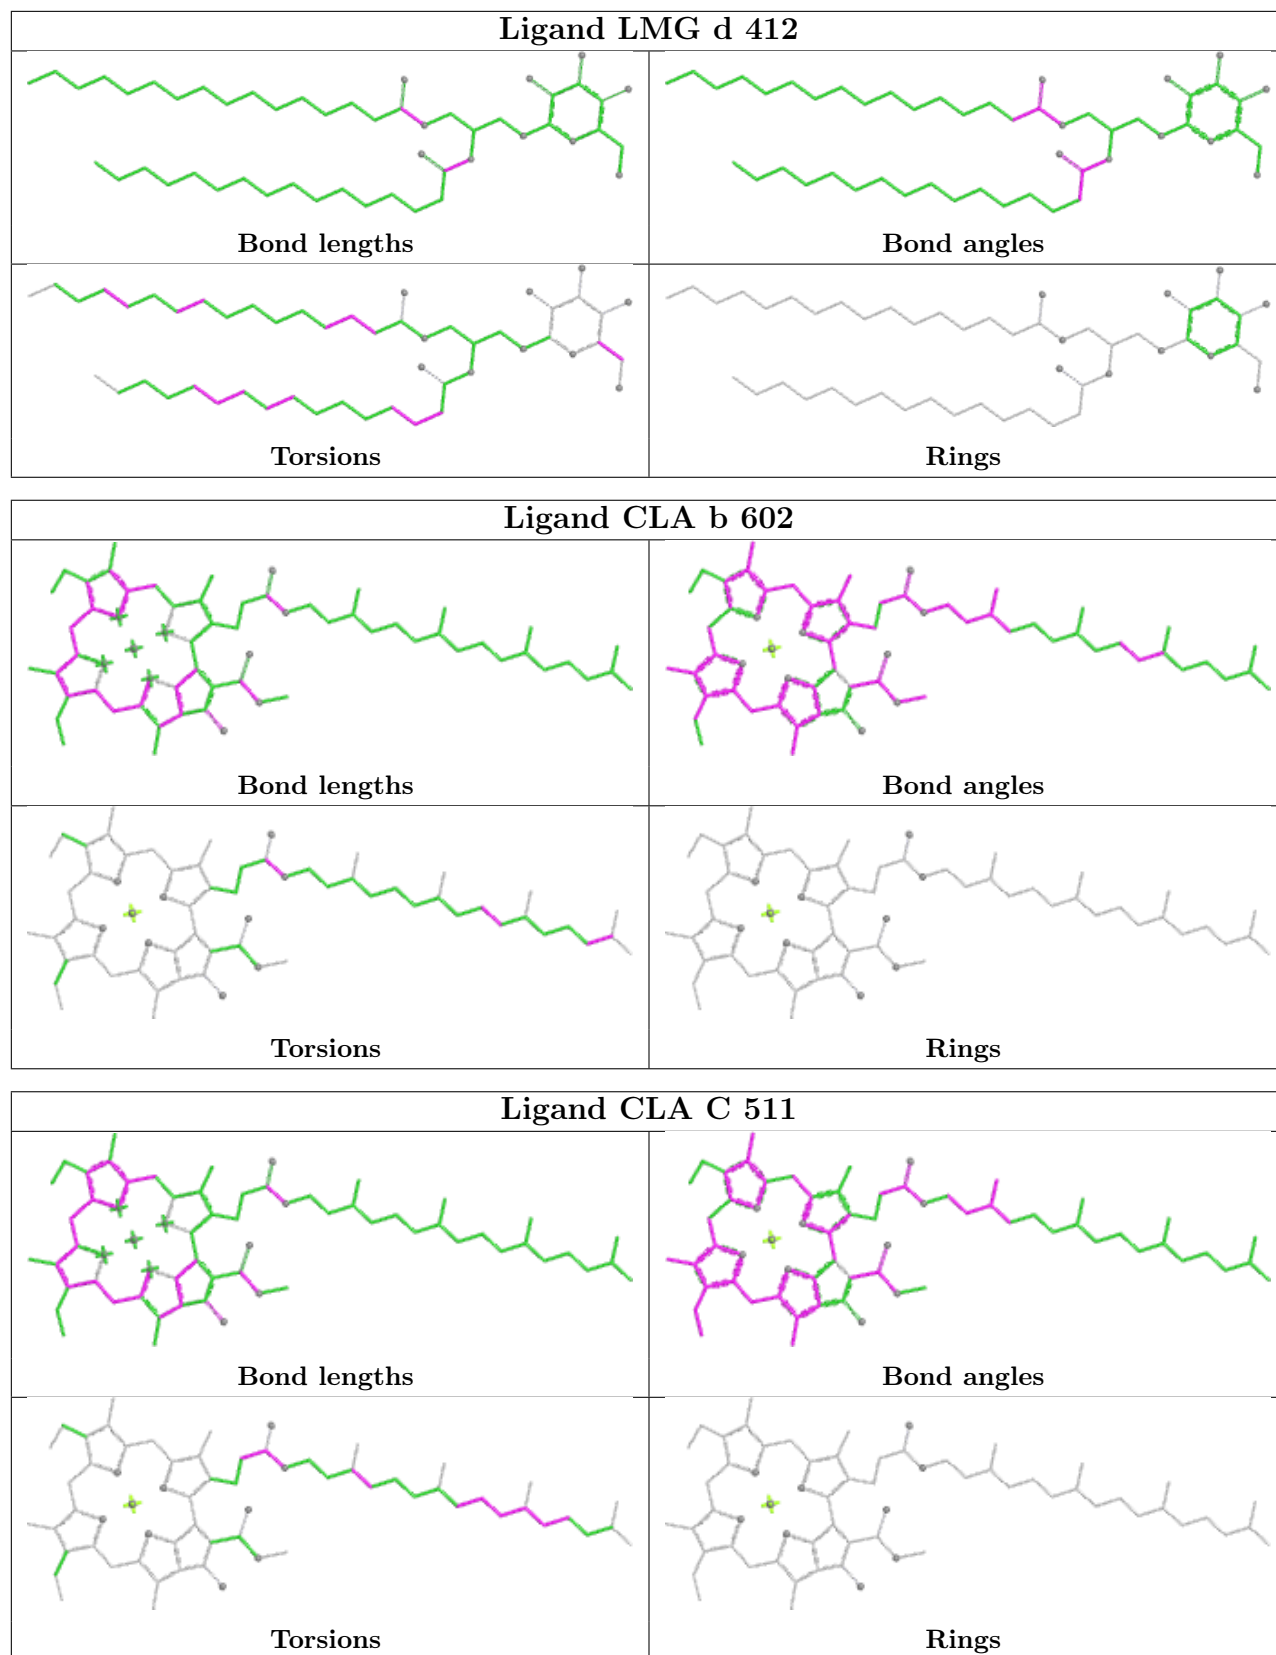 Ligand LMG d 412
Bond lengths
Bond angles
Torsions
Rings
Ligand CLA b 602
Bond lengths
Bond angles
Torsions
Rings
Ligand CLA C 511
Bond lengths
Bond angles
Torsions
Rings